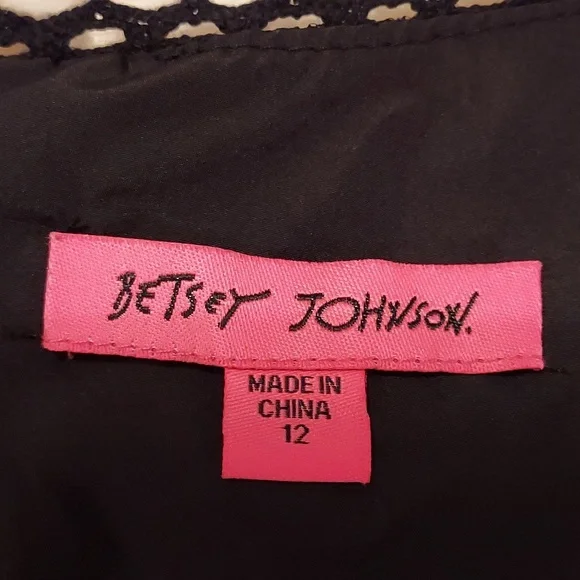 BETSEY JOHNSON.
MADE IN
CHINA
12